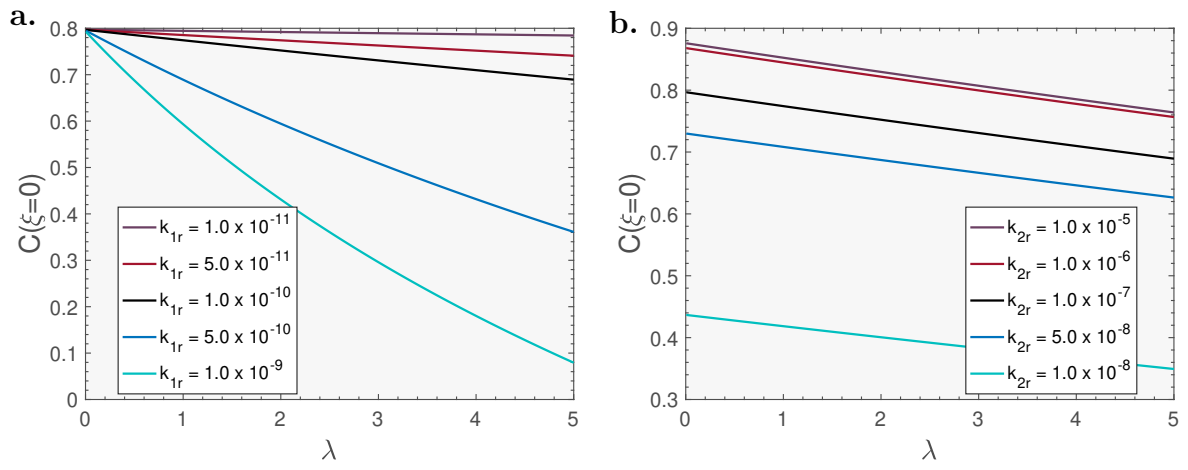 a.
0.8
0.7
0.6
0.5
0.4
0.3
0.2
0.1
0
C(ξ=0)
k1r = 1.0 x 10-11
k1r = 5.0 x 10-11
k1r = 1.0 x 10-10
k1r = 5.0 x 10-10
k1r = 1.0 x 10-9
0 1 2 3 4 5
λ
b.
0.9
0.8
0.7
0.6
0.5
0.4
0.3
C(ξ=0)
k2r = 1.0 x 10-5
k2r = 1.0 x 10-6
k2r = 1.0 x 10-7
k2r = 5.0 x 10-8
k2r = 1.0 x 10-8
0 1 2 3 4 5
λ